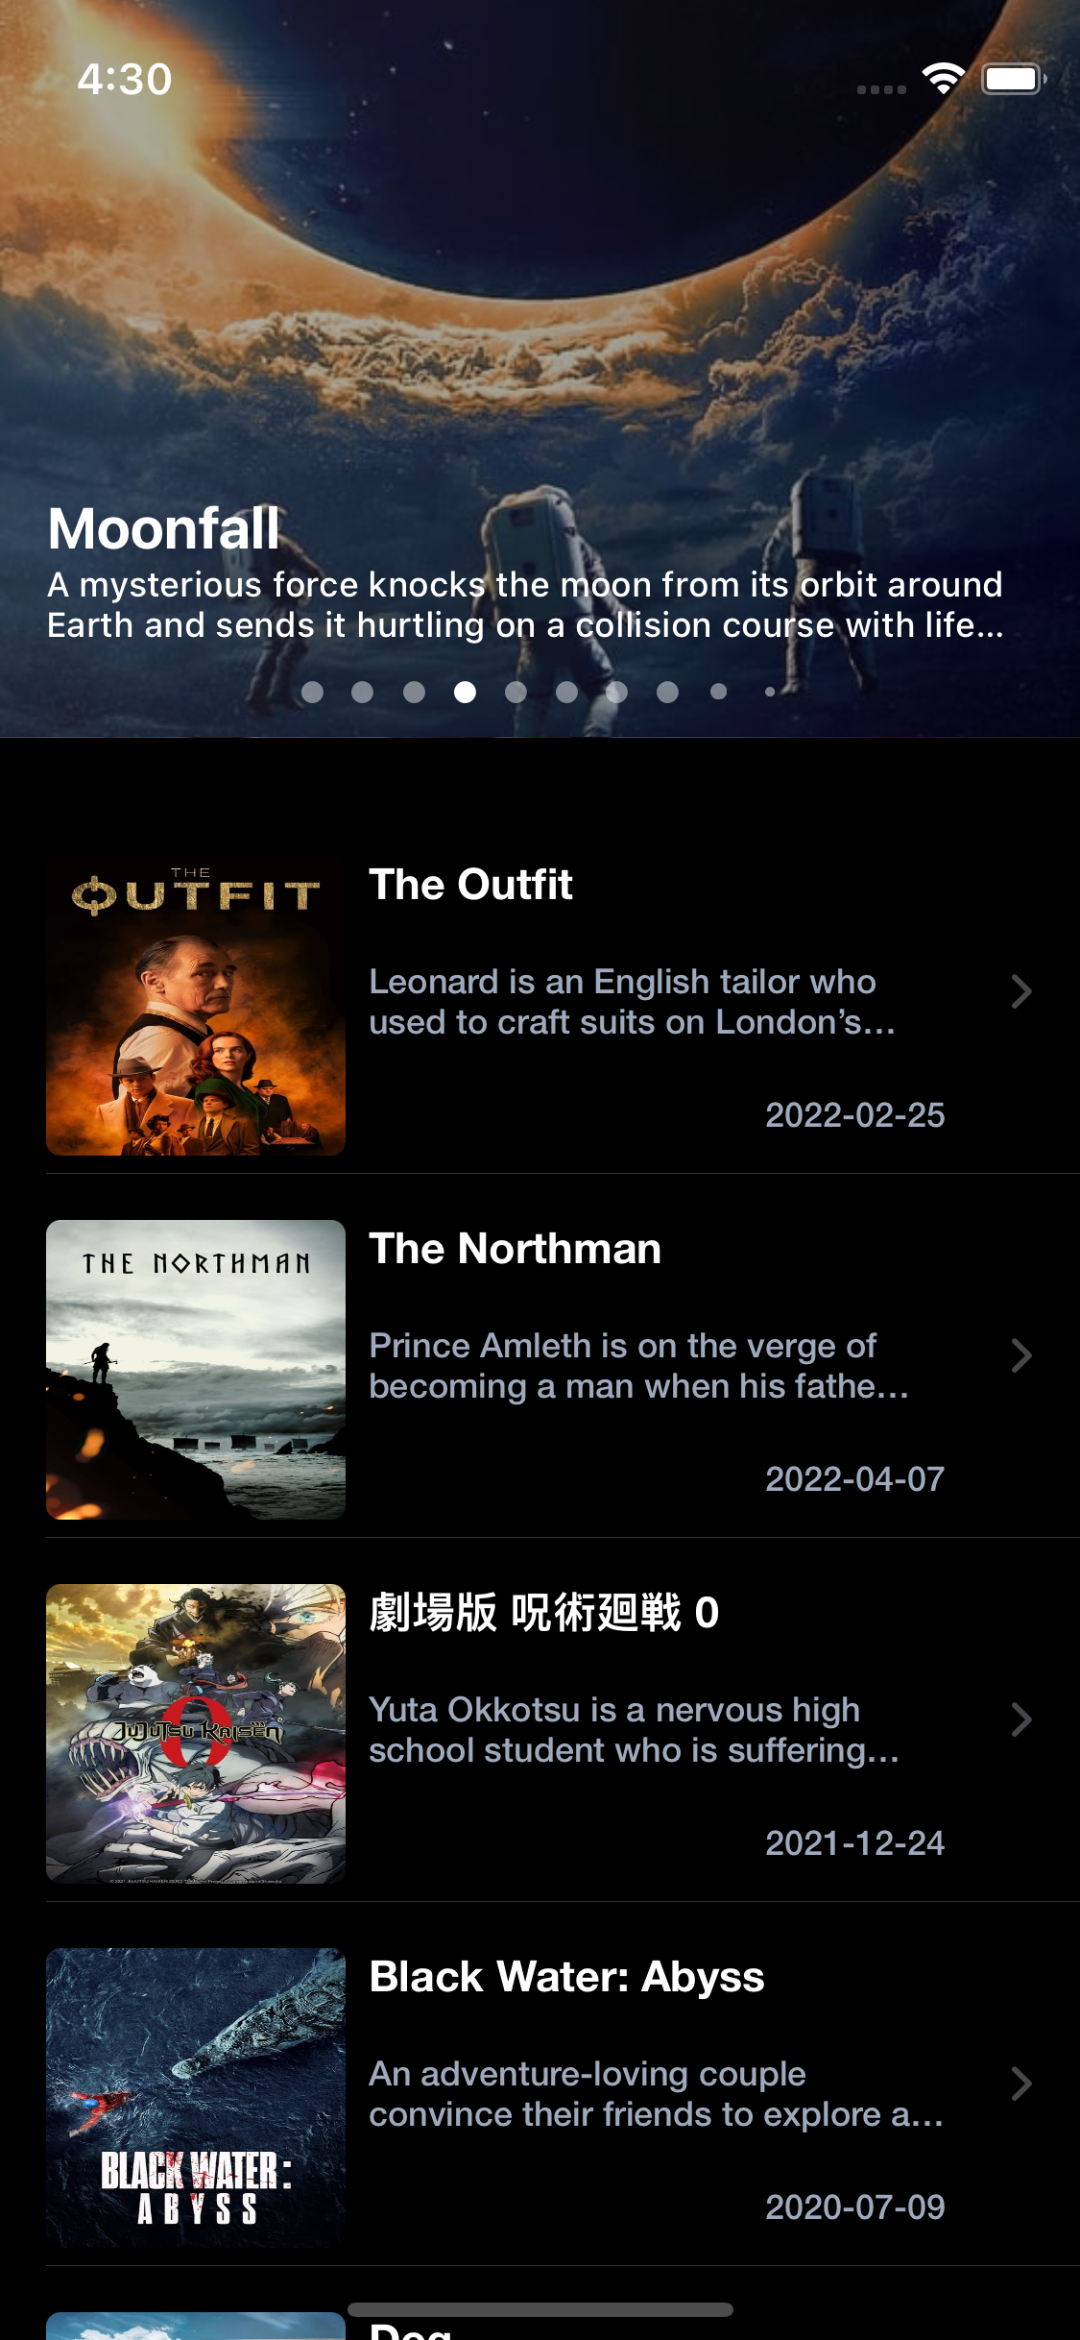 4:30
Moonfall
A mysterious force knocks the moon from its orbit around
Earth and sends it hurtling on a collision course with life...
THE
OUTFIT
The Outfit
Leonard is an English tailor who
used to craft suits on London’s...
2022-02-25
THE NORTHMAN
The Northman
Prince Amleth is on the verge of
becoming a man when his fathe...
2022-04-07
JUJUTSU KAISEN
0
劇場版 呪術廻戦 0
Yuta Okkotsu is a nervous high
school student who is suffering...
2021-12-24
BLACK WATER:
ABYSS
Black Water: Abyss
An adventure-loving couple
convince their friends to explore a...
2020-07-09
Dog